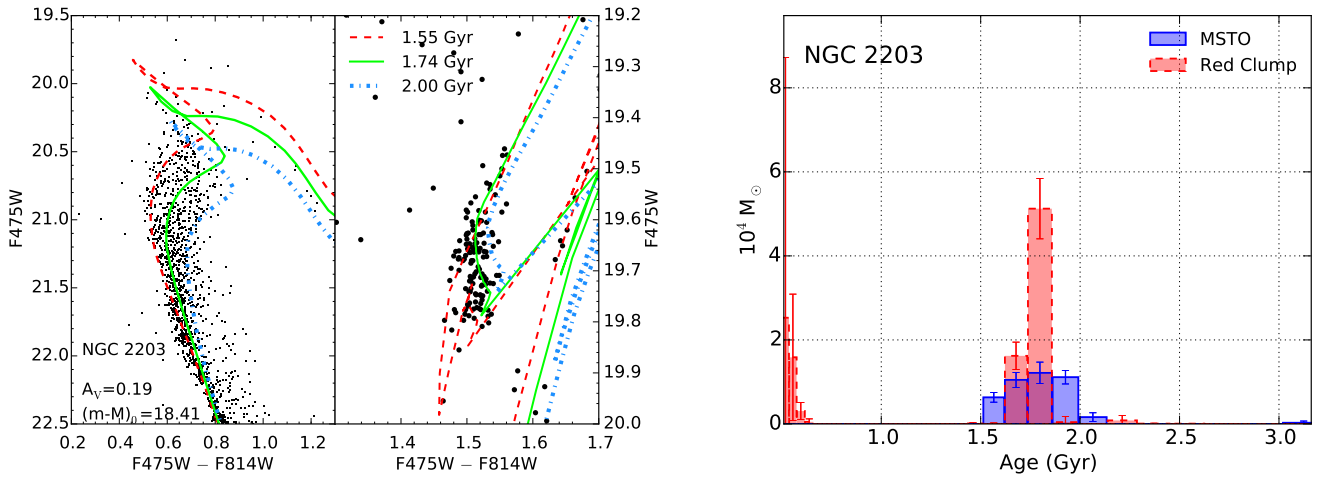 19.5
20.0
20.5
21.0
21.5
22.0
22.5
F475W
0.2
0.4
0.6
0.8
1.0
1.2
F475W − F814W
NGC 2203
A_V=0.19
(m-M)_0=18.41
1.55 Gyr
1.74 Gyr
2.00 Gyr
1.4
1.5
1.6
1.7
F475W − F814W
19.2
19.3
19.4
19.5
19.6
19.7
19.8
19.9
20.0
F475W
NGC 2203
MSTO
Red Clump
8
6
4
2
0
10⁴ M☉
1.0
1.5
2.0
2.5
3.0
Age (Gyr)